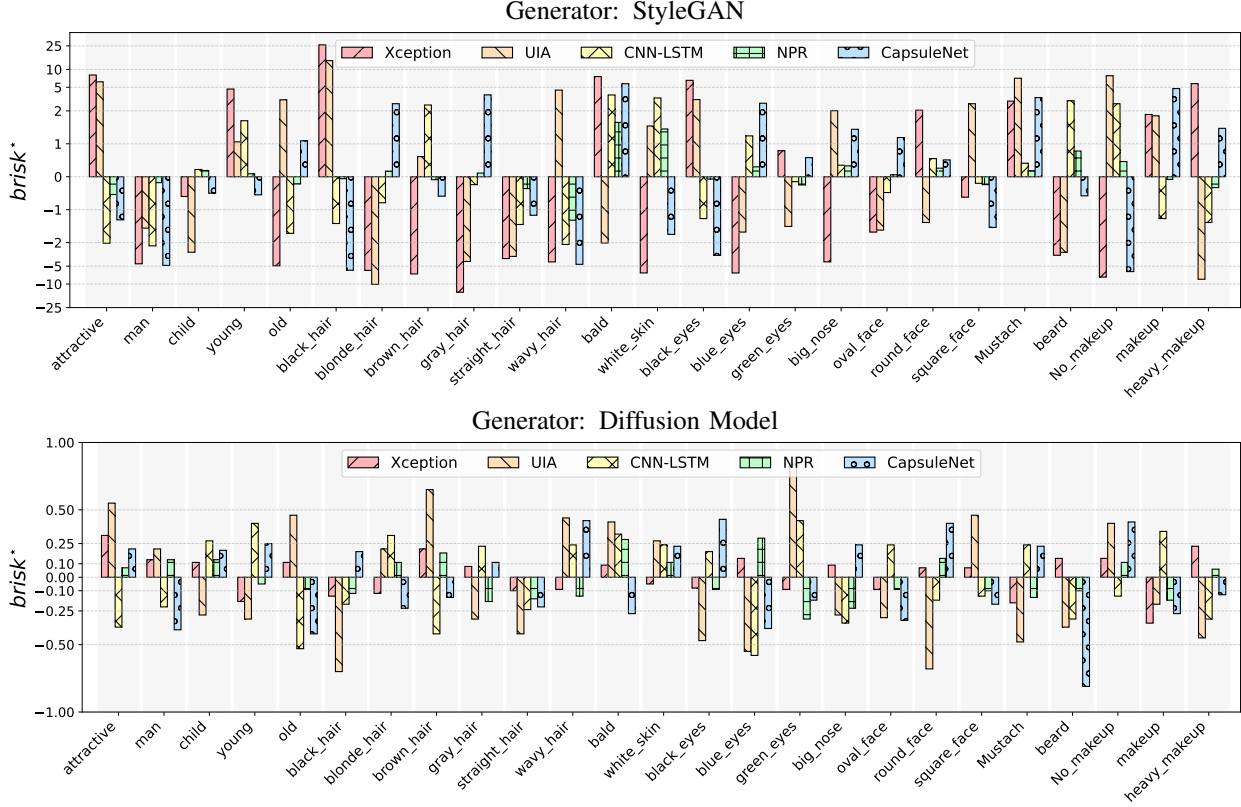 Generator: StyleGAN
Xception UIA CNN-LSTM NPR CapsuleNet
brisk*
25
10
5
2
1
0
−1
−2
−5
−10
−25
attractive
man
child
young
old
black_hair
blonde_hair
brown_hair
gray_hair
straight_hair
wavy_hair
bald
white_skin
black_eyes
blue_eyes
green_eyes
big_nose
oval_face
round_face
square_face
Mustach
beard
No_makeup
makeup
heavy_makeup
Generator: Diffusion Model
Xception UIA CNN-LSTM NPR CapsuleNet
brisk*
1.00
0.50
0.25
0.10
0.00
−0.10
−0.25
−0.50
−1.00
attractive
man
child
young
old
black_hair
blonde_hair
brown_hair
gray_hair
straight_hair
wavy_hair
bald
white_skin
black_eyes
blue_eyes
green_eyes
big_nose
oval_face
round_face
square_face
Mustach
beard
No_makeup
makeup
heavy_makeup